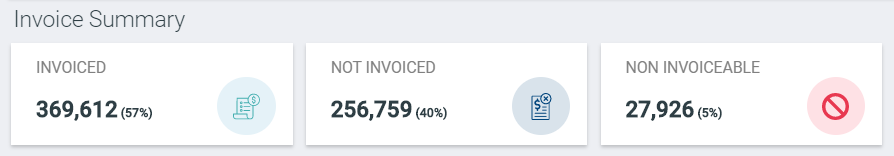 Invoice Summary
INVOICED
369,612 (57%)
NOT INVOICED
256,759 (40%)
NON INVOICEABLE
27,926 (5%)